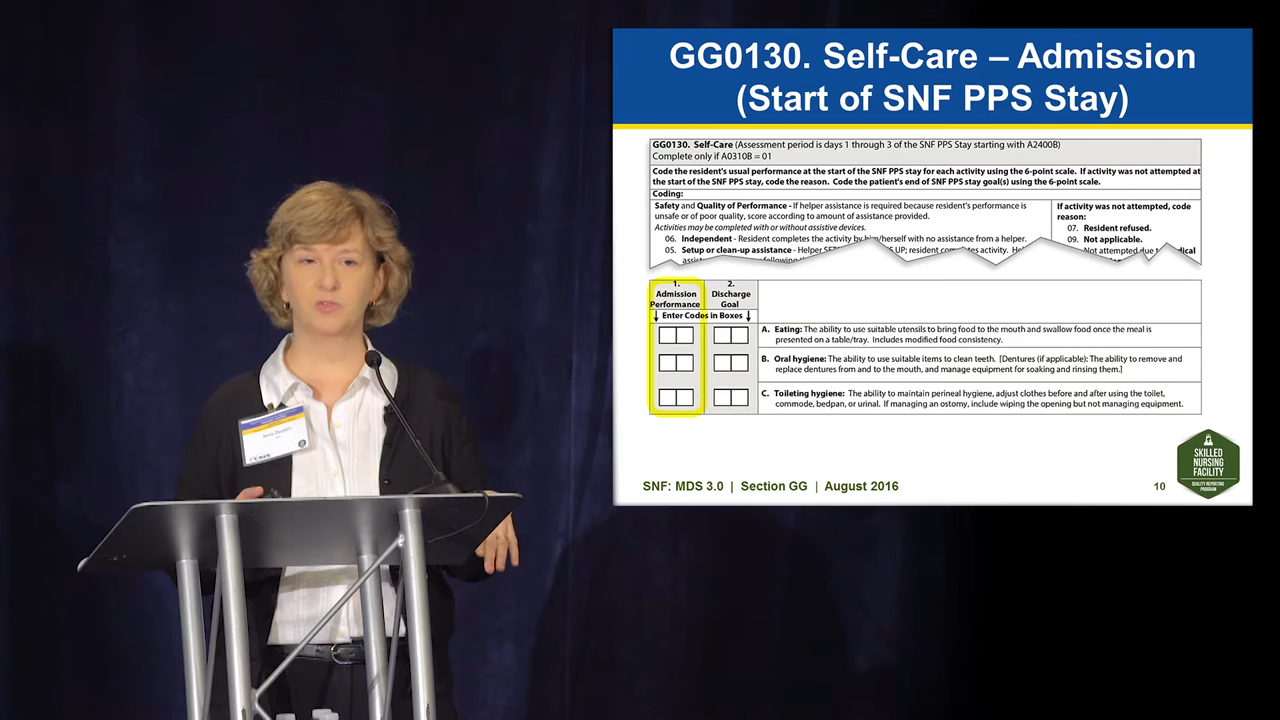 GG0130. Self-Care – Admission
(Start of SNF PPS Stay)
GG0130. Self-Care (Assessment period is days 1 through 3 of the SNF PPS Stay starting with A2400B)
Complete only if A0310B = 01
Code the resident's usual performance at the start of the SNF PPS stay for each activity using the 6-point scale. If activity was not attempted at
the start of the SNF PPS stay, code the reason. Code the patient's end of SNF PPS stay goal(s) using the 6-point scale.
Coding:
Safety and Quality of Performance - If helper assistance is required because resident's performance is
unsafe or of poor quality, score according to amount of assistance provided.
Activities may be completed with or without assistive devices.
06. Independent - Resident completes the activity by him/herself with no assistance from a helper.
05. Setup or clean-up assistance - Helper UP; resident activity.
If activity was not attempted, code
reason:
07. Resident refused.
09. Not applicable.
Not attempted due
1.
Admission
Performance
2.
Discharge
Goal
↓ Enter Codes in Boxes ↓
A. Eating: The ability to use suitable utensils to bring food to the mouth and swallow food once the meal is
presented on a table/tray. Includes modified food consistency.
B. Oral hygiene: The ability to use suitable items to clean teeth. [Dentures (if applicable): The ability to remove and
replace dentures from and to the mouth, and manage equipment for soaking and rinsing them.]
C. Toileting hygiene: The ability to maintain perineal hygiene, adjust clothes before and after using the toilet,
commode, bedpan, or urinal. If managing an ostomy, include wiping the opening but not managing equipment.
SNF: MDS 3.0 | Section GG | August 2016
10
SKILLED
NURSING
FACILITY
QUALITY REPORTING
PROGRAM